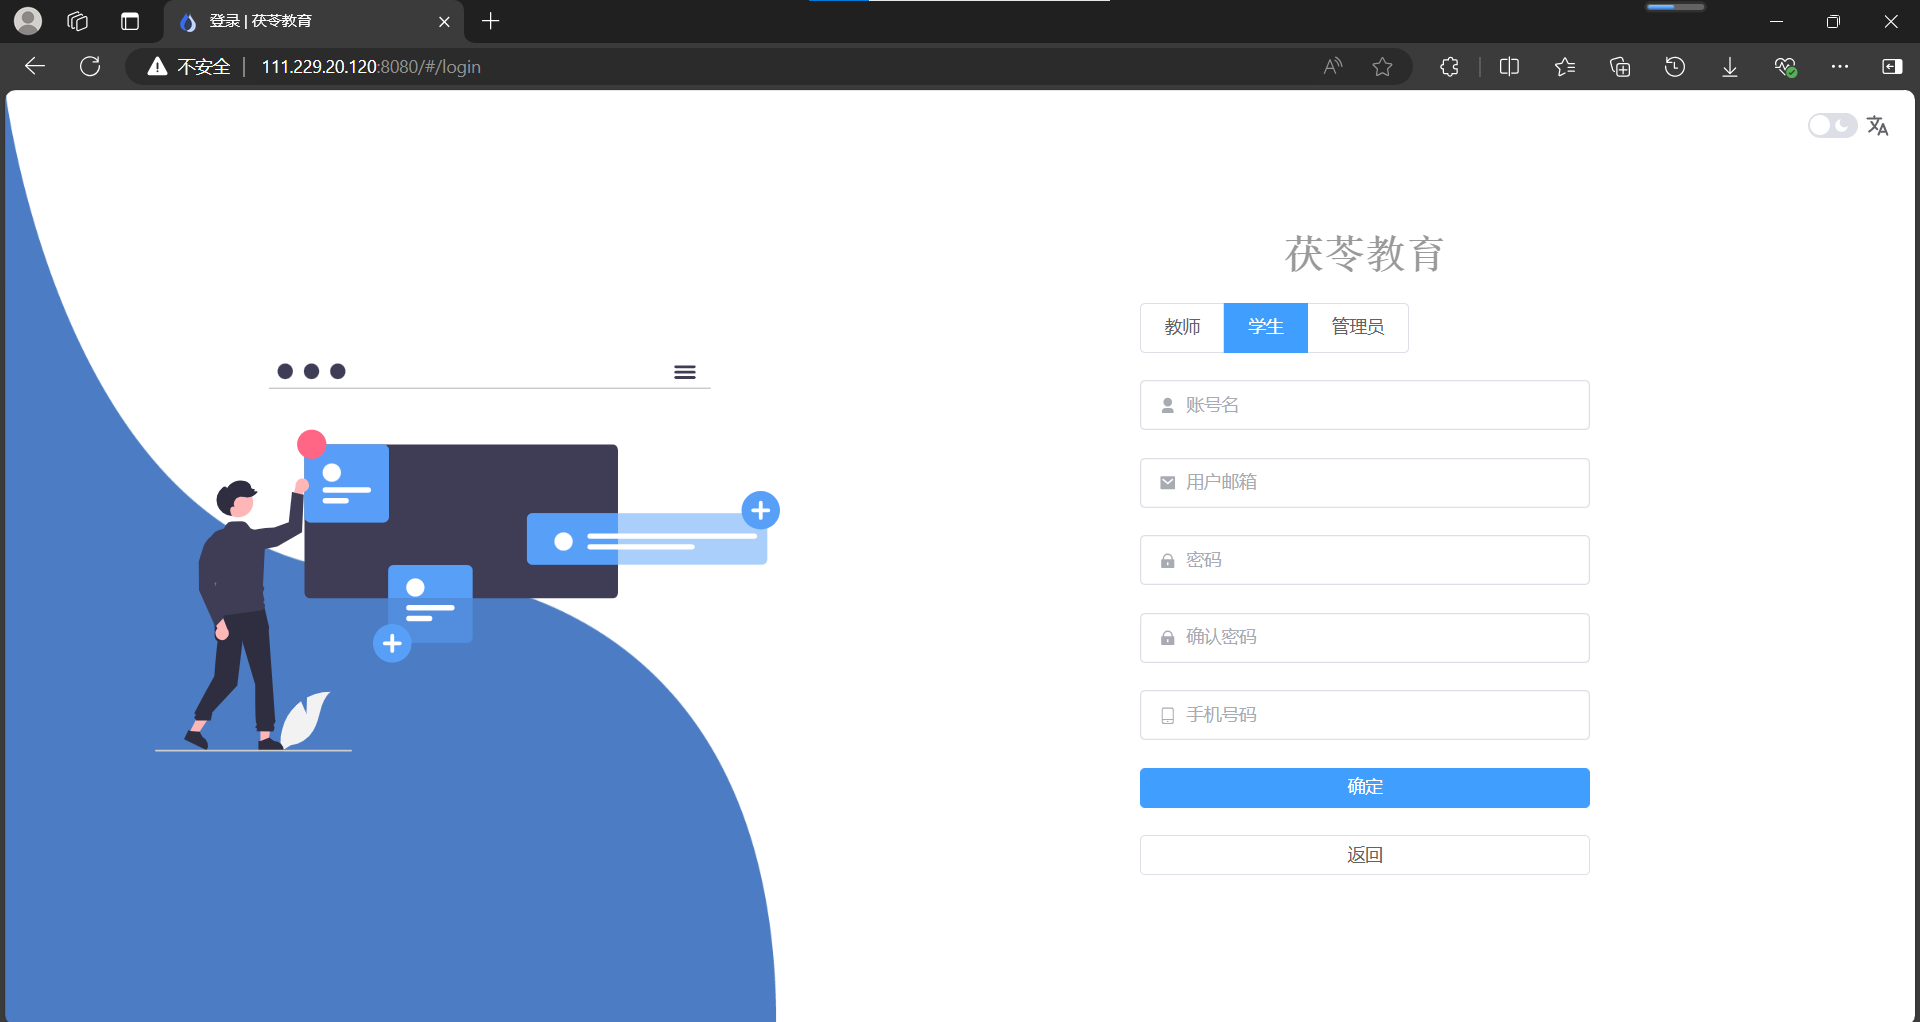 登录 | 茯苓教育
不安全
111.229.20.120:8080/#/login
茯苓教育
教师 学生 管理员
账号名
用户邮箱
密码
确认密码
手机号码
确定
返回